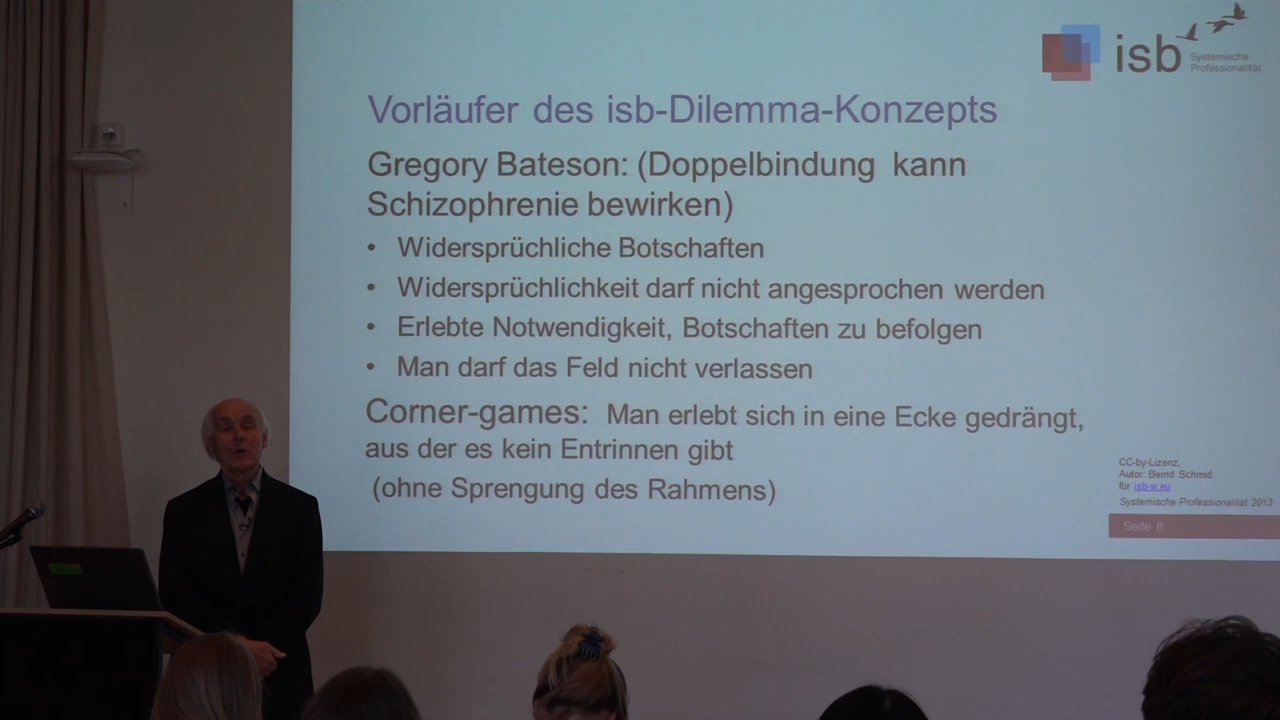 isb
Systemische
Professionalität
Vorläufer des isb-Dilemma-Konzepts
Gregory Bateson: (Doppelbindung kann
Schizophrenie bewirken)
• Widersprüchliche Botschaften
• Widersprüchlichkeit darf nicht angesprochen werden
• Erlebte Notwendigkeit, Botschaften zu befolgen
• Man darf das Feld nicht verlassen
Corner-games: Man erlebt sich in eine Ecke gedrängt,
aus der es kein Entrinnen gibt
(ohne Sprengung des Rahmens)
CC-by-Lizenz,
Autor: Bernd Schmid
für isb-w.eu
Systemische Professionalität 2013
Seite 8